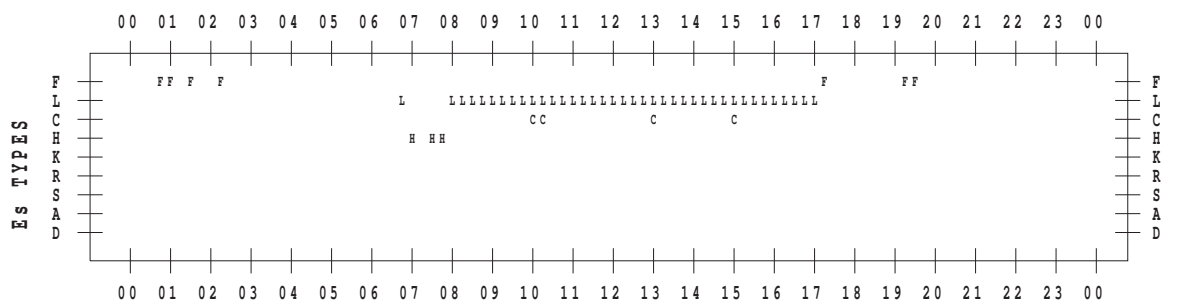 00 01 02 03 04 05 06 07 08 09 10 11 12 13 14 15 16 17 18 19 20 21 22 23 00
F FF F F F FF F
L L LLLLLLLLLLLLLLLLLLLLLLLLLLLLLLLLLLLLL L
C CC C C C
H H HH H
K K
R R
S S
A A
D D
Es TYPES
00 01 02 03 04 05 06 07 08 09 10 11 12 13 14 15 16 17 18 19 20 21 22 23 00